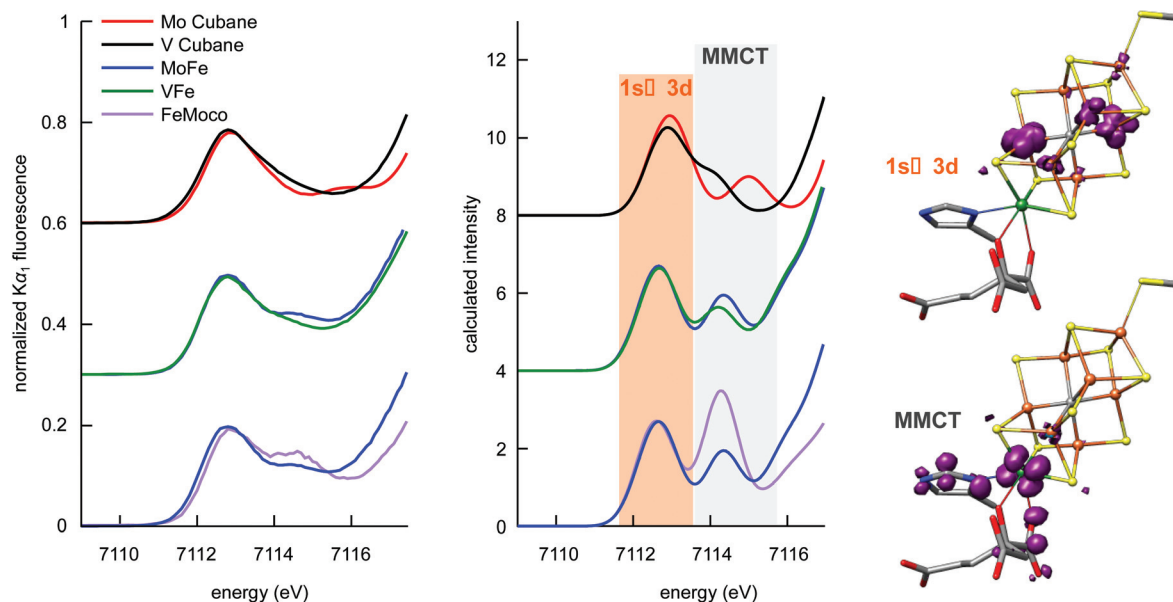 Mo Cubane
V Cubane
MoFe
VFe
FeMoco
normalized Kα1 fluorescence
1
0.8
0.6
0.4
0.2
0
7110
7112
7114
7116
energy (eV)
MMCT
1s▯ 3d
calculated intensity
12
10
8
6
4
2
0
7110
7112
7114
7116
energy (eV)
1s▯ 3d
MMCT